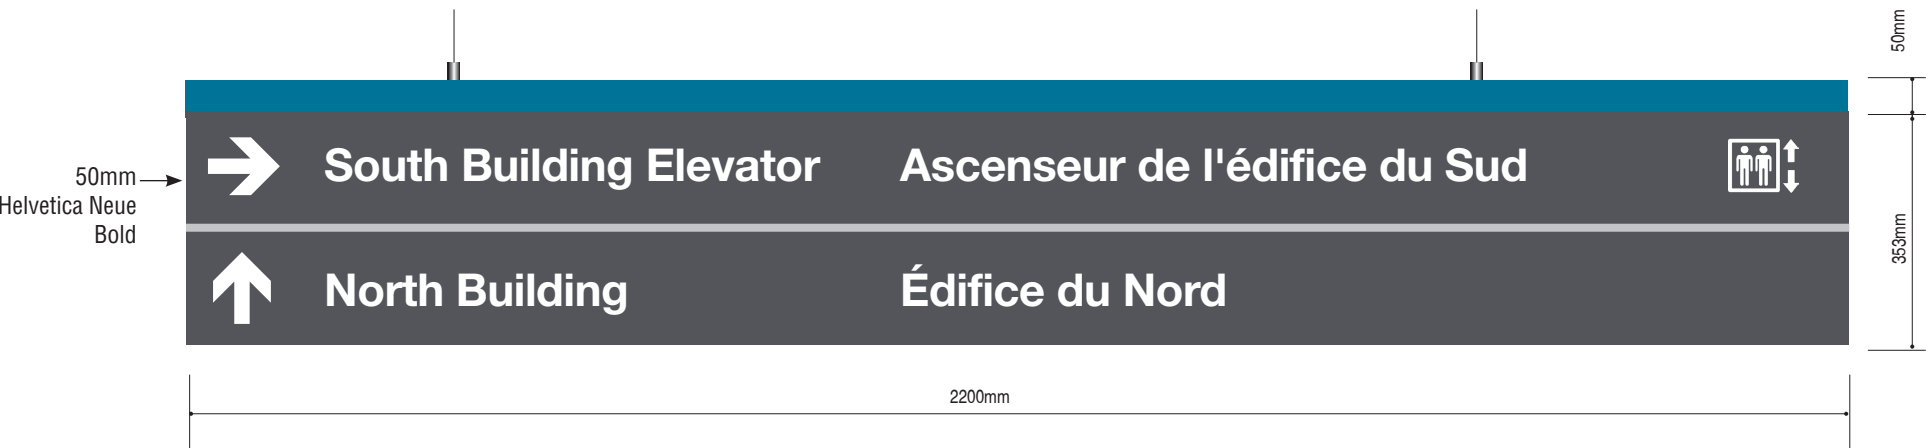 50mm
South Building Elevator Ascenseur de l'édifice du Sud
50mm
Helvetica Neue
Bold
353mm
North Building Édifice du Nord
2200mm